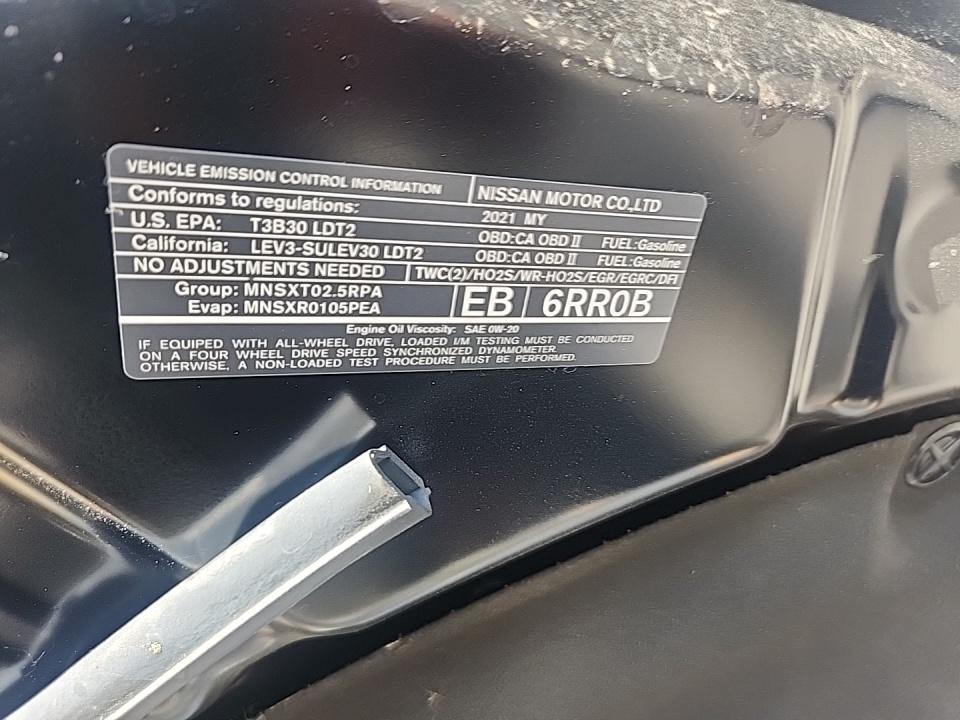 VEHICLE EMISSION CONTROL INFORMATION
NISSAN MOTOR CO.,LTD
Conforms to regulations:
2021 MY
U.S. EPA: T3B30 LDT2 OBD:CA OBD II FUEL:Gasoline
California: LEV3-SULEV30 LDT2 OBD:CA OBD II FUEL:Gasoline
NO ADJUSTMENTS NEEDED TWC(2)/HO2S/WR-HO2S/EGR/EGRC/DFI
Group: MNSXT02.5RPA
Evap: MNSXR0105PEA
EB 6RR0B
Engine Oil Viscosity: SAE 0W-20
IF EQUIPED WITH ALL-WHEEL DRIVE, LOADED I/M TESTING MUST BE CONDUCTED
ON A FOUR WHEEL DRIVE SPEED SYNCHRONIZED DYNAMOMETER.
OTHERWISE, A NON-LOADED TEST PROCEDURE MUST BE PERFORMED.